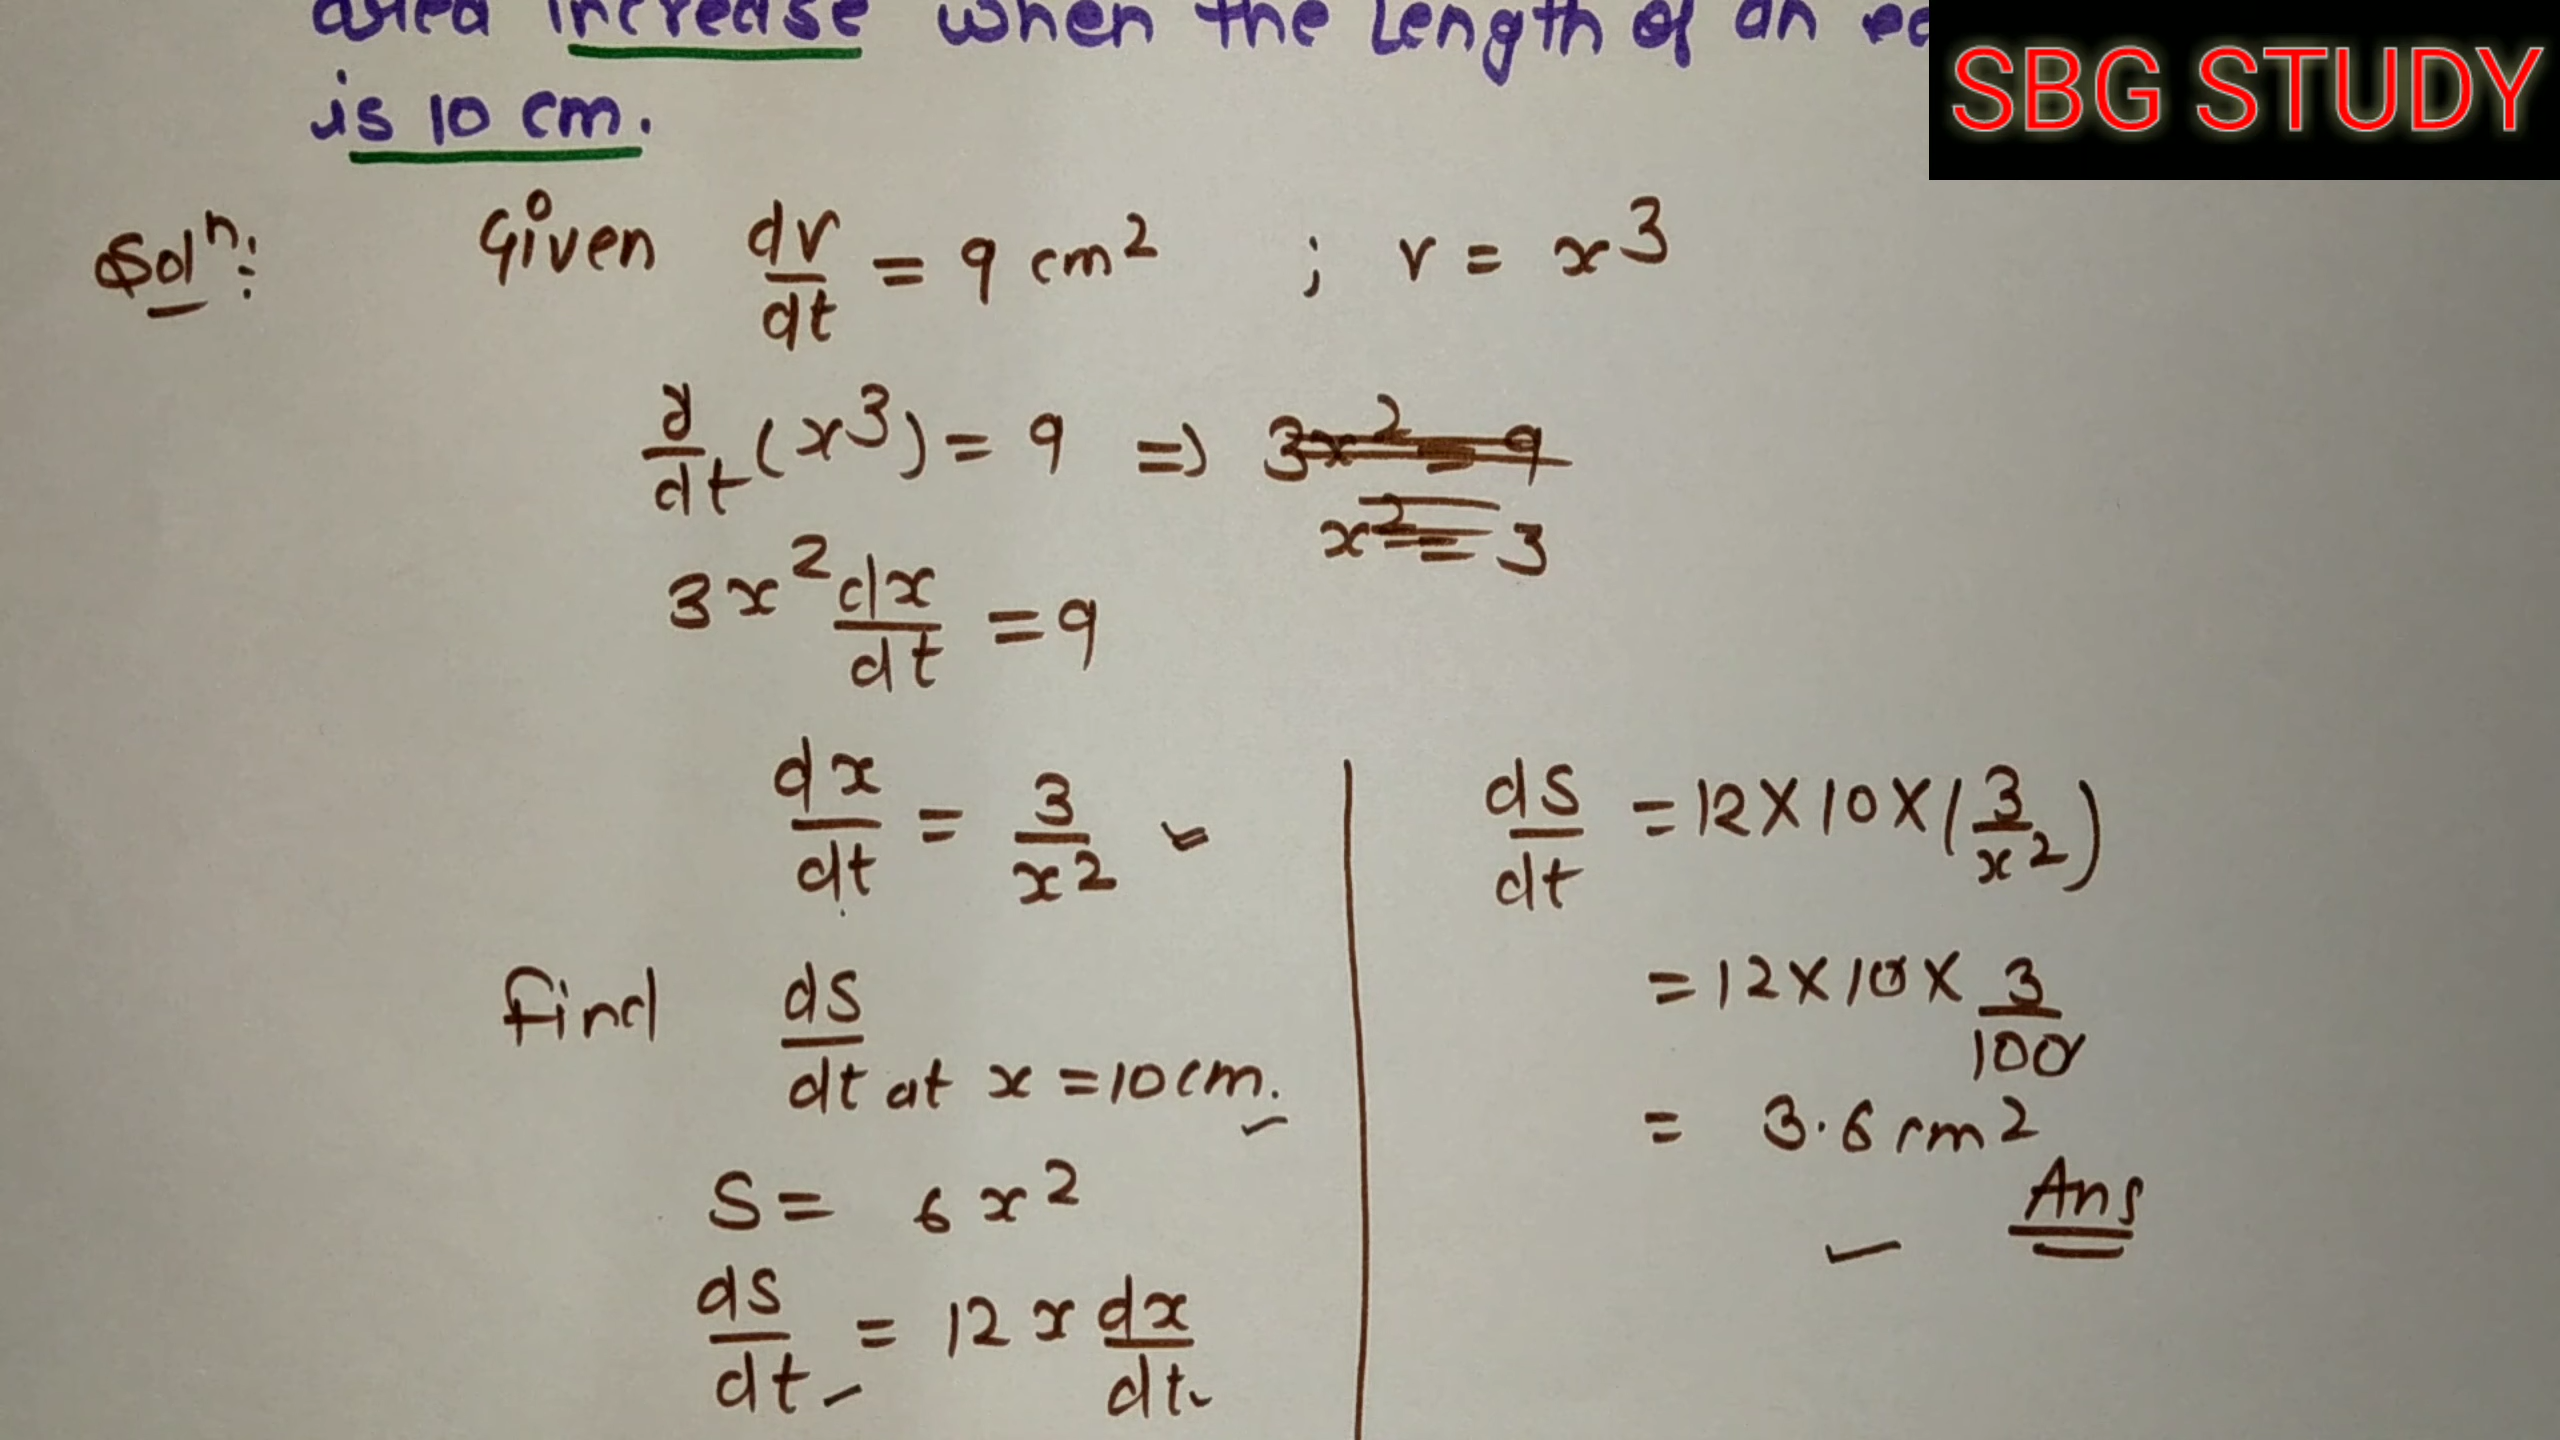 area increase when the length of an
is 10 cm.
SBG STUDY
Solⁿ: Given dv/dt = 9 cm² ; v = x³
d/dt (x³) = 9 => 3x² = 9
x² = 3
3x² dx/dt = 9
dx/dt = 3/x²
find ds/dt at x = 10 cm.
S = 6x²
ds/dt = 12x dx/dt
ds/dt = 12 X 10 X (3/x²)
= 12 X 10 X 3/100
= 3.6 cm²
Ans